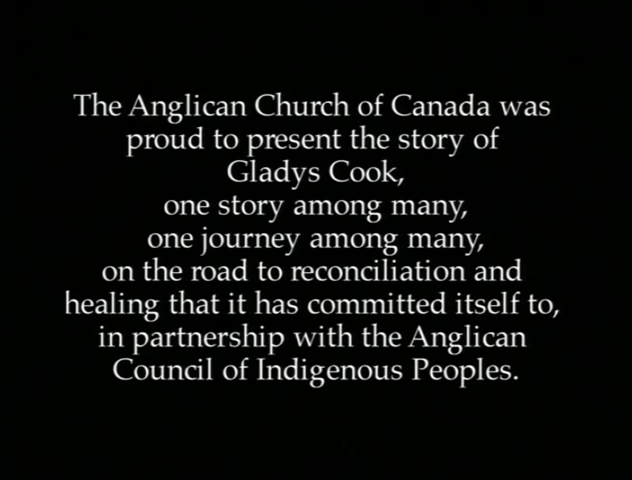 The Anglican Church of Canada was
proud to present the story of
Gladys Cook,
one story among many,
one journey among many,
on the road to reconciliation and
healing that it has committed itself to,
in partnership with the Anglican
Council of Indigenous Peoples.